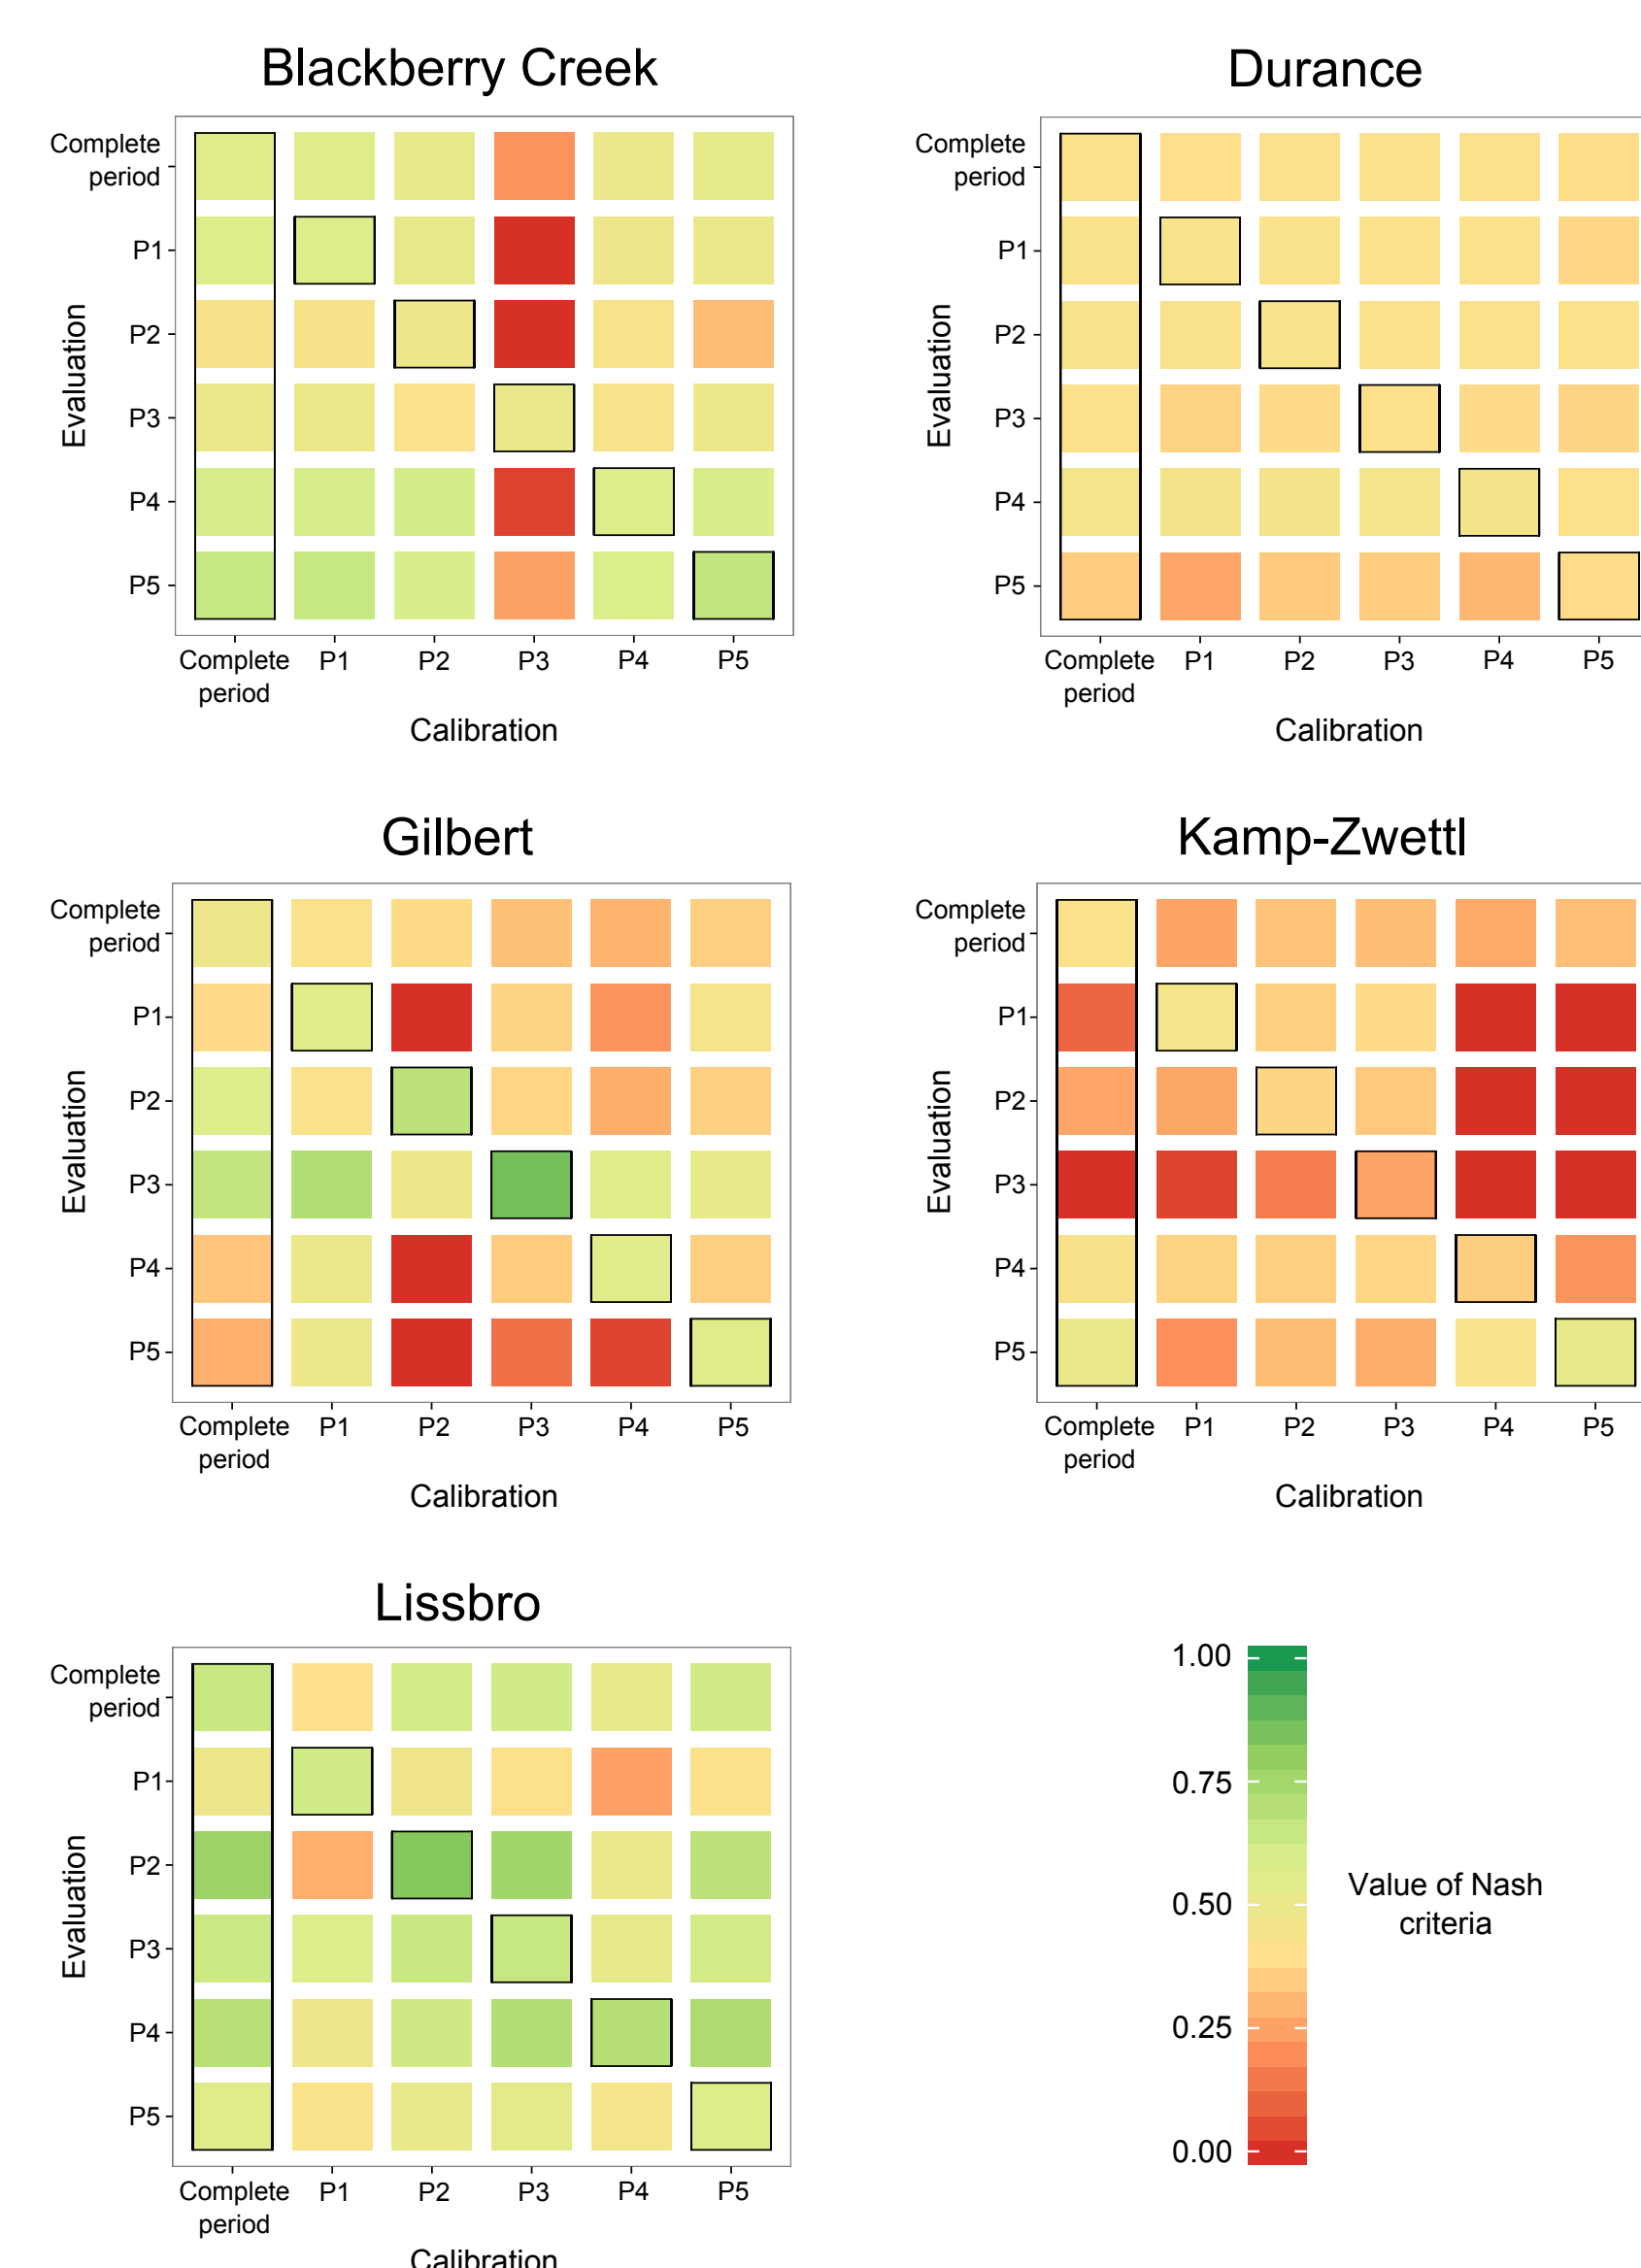 Blackberry Creek
Complete
period
P1
P2
P3
P4
P5
Evaluation
Complete
period
P1
P2
P3
P4
P5
Calibration
Durance
Complete
period
P1
P2
P3
P4
P5
Evaluation
Complete
period
P1
P2
P3
P4
P5
Calibration
Gilbert
Complete
period
P1
P2
P3
P4
P5
Evaluation
Complete
period
P1
P2
P3
P4
P5
Calibration
Kamp-Zwettl
Complete
period
P1
P2
P3
P4
P5
Evaluation
Complete
period
P1
P2
P3
P4
P5
Calibration
Lissbro
Complete
period
P1
P2
P3
P4
P5
Evaluation
Complete
period
P1
P2
P3
P4
P5
Calibration
1.00
0.75
0.50
0.25
0.00
Value of Nash
criteria